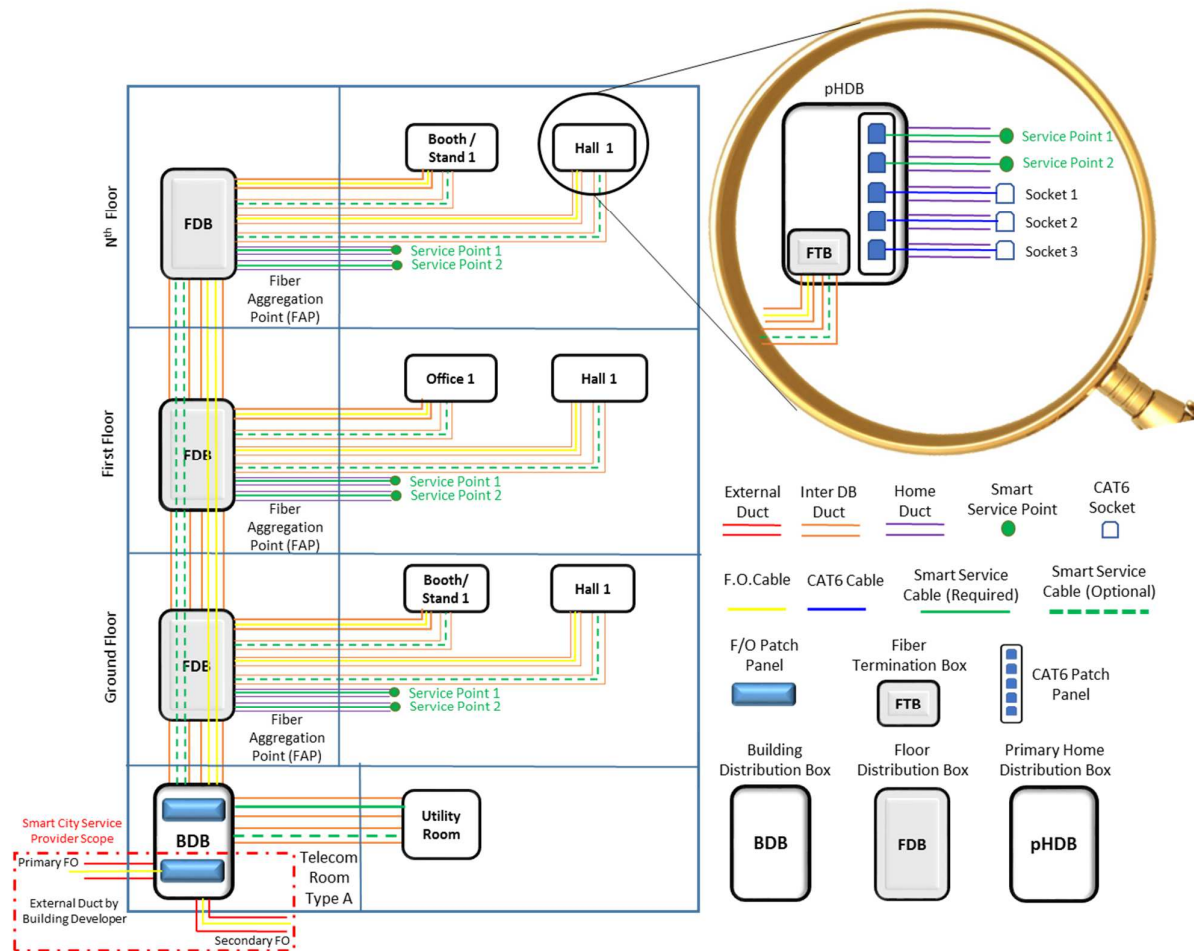 pHDB
Service Point 1
Service Point 2
Socket 1
Socket 2
Socket 3
FTB
Nth Floor
FDB
Booth /
Stand 1
Hall 1
Service Point 1
Service Point 2
Fiber
Aggregation
Point (FAP)
First Floor
FDB
Office 1
Hall 1
Service Point 1
Service Point 2
Fiber
Aggregation
Point (FAP)
Ground Floor
FDB
Booth/
Stand 1
Hall 1
Service Point 1
Service Point 2
Fiber
Aggregation
Point (FAP)
BDB
Utility
Room
Telecom
Room
Type A
Smart City Service
Provider Scope
Primary FO
External Duct by
Building Developer
Secondary FO
External
Duct
Inter DB
Duct
Home
Duct
Smart
Service Point
CAT6
Socket
F.O.Cable
CAT6 Cable
Smart Service
Cable (Required)
Smart Service
Cable (Optional)
F/O Patch
Panel
Fiber
Termination Box
FTB
CAT6 Patch
Panel
Building
Distribution Box
BDB
Floor
Distribution Box
FDB
Primary Home
Distribution Box
pHDB